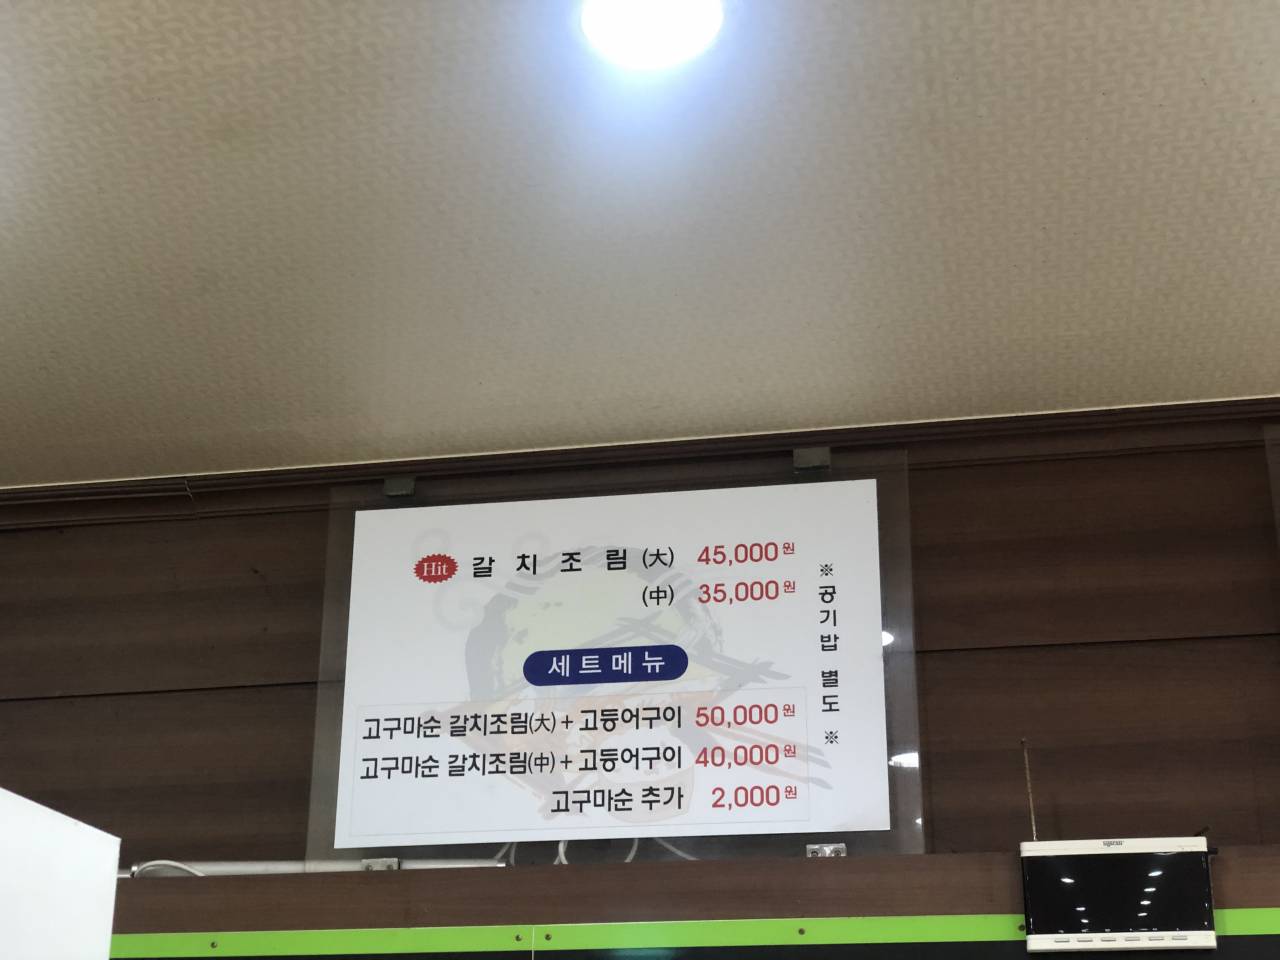 Hit 갈 치 조 림 (大) 45,000원
(中) 35,000원
세트메뉴
고구마순 갈치조림(大) + 고등어구이 50,000원
고구마순 갈치조림(中) + 고등어구이 40,000원
고구마순 추가 2,000원
※공기밥 별도※